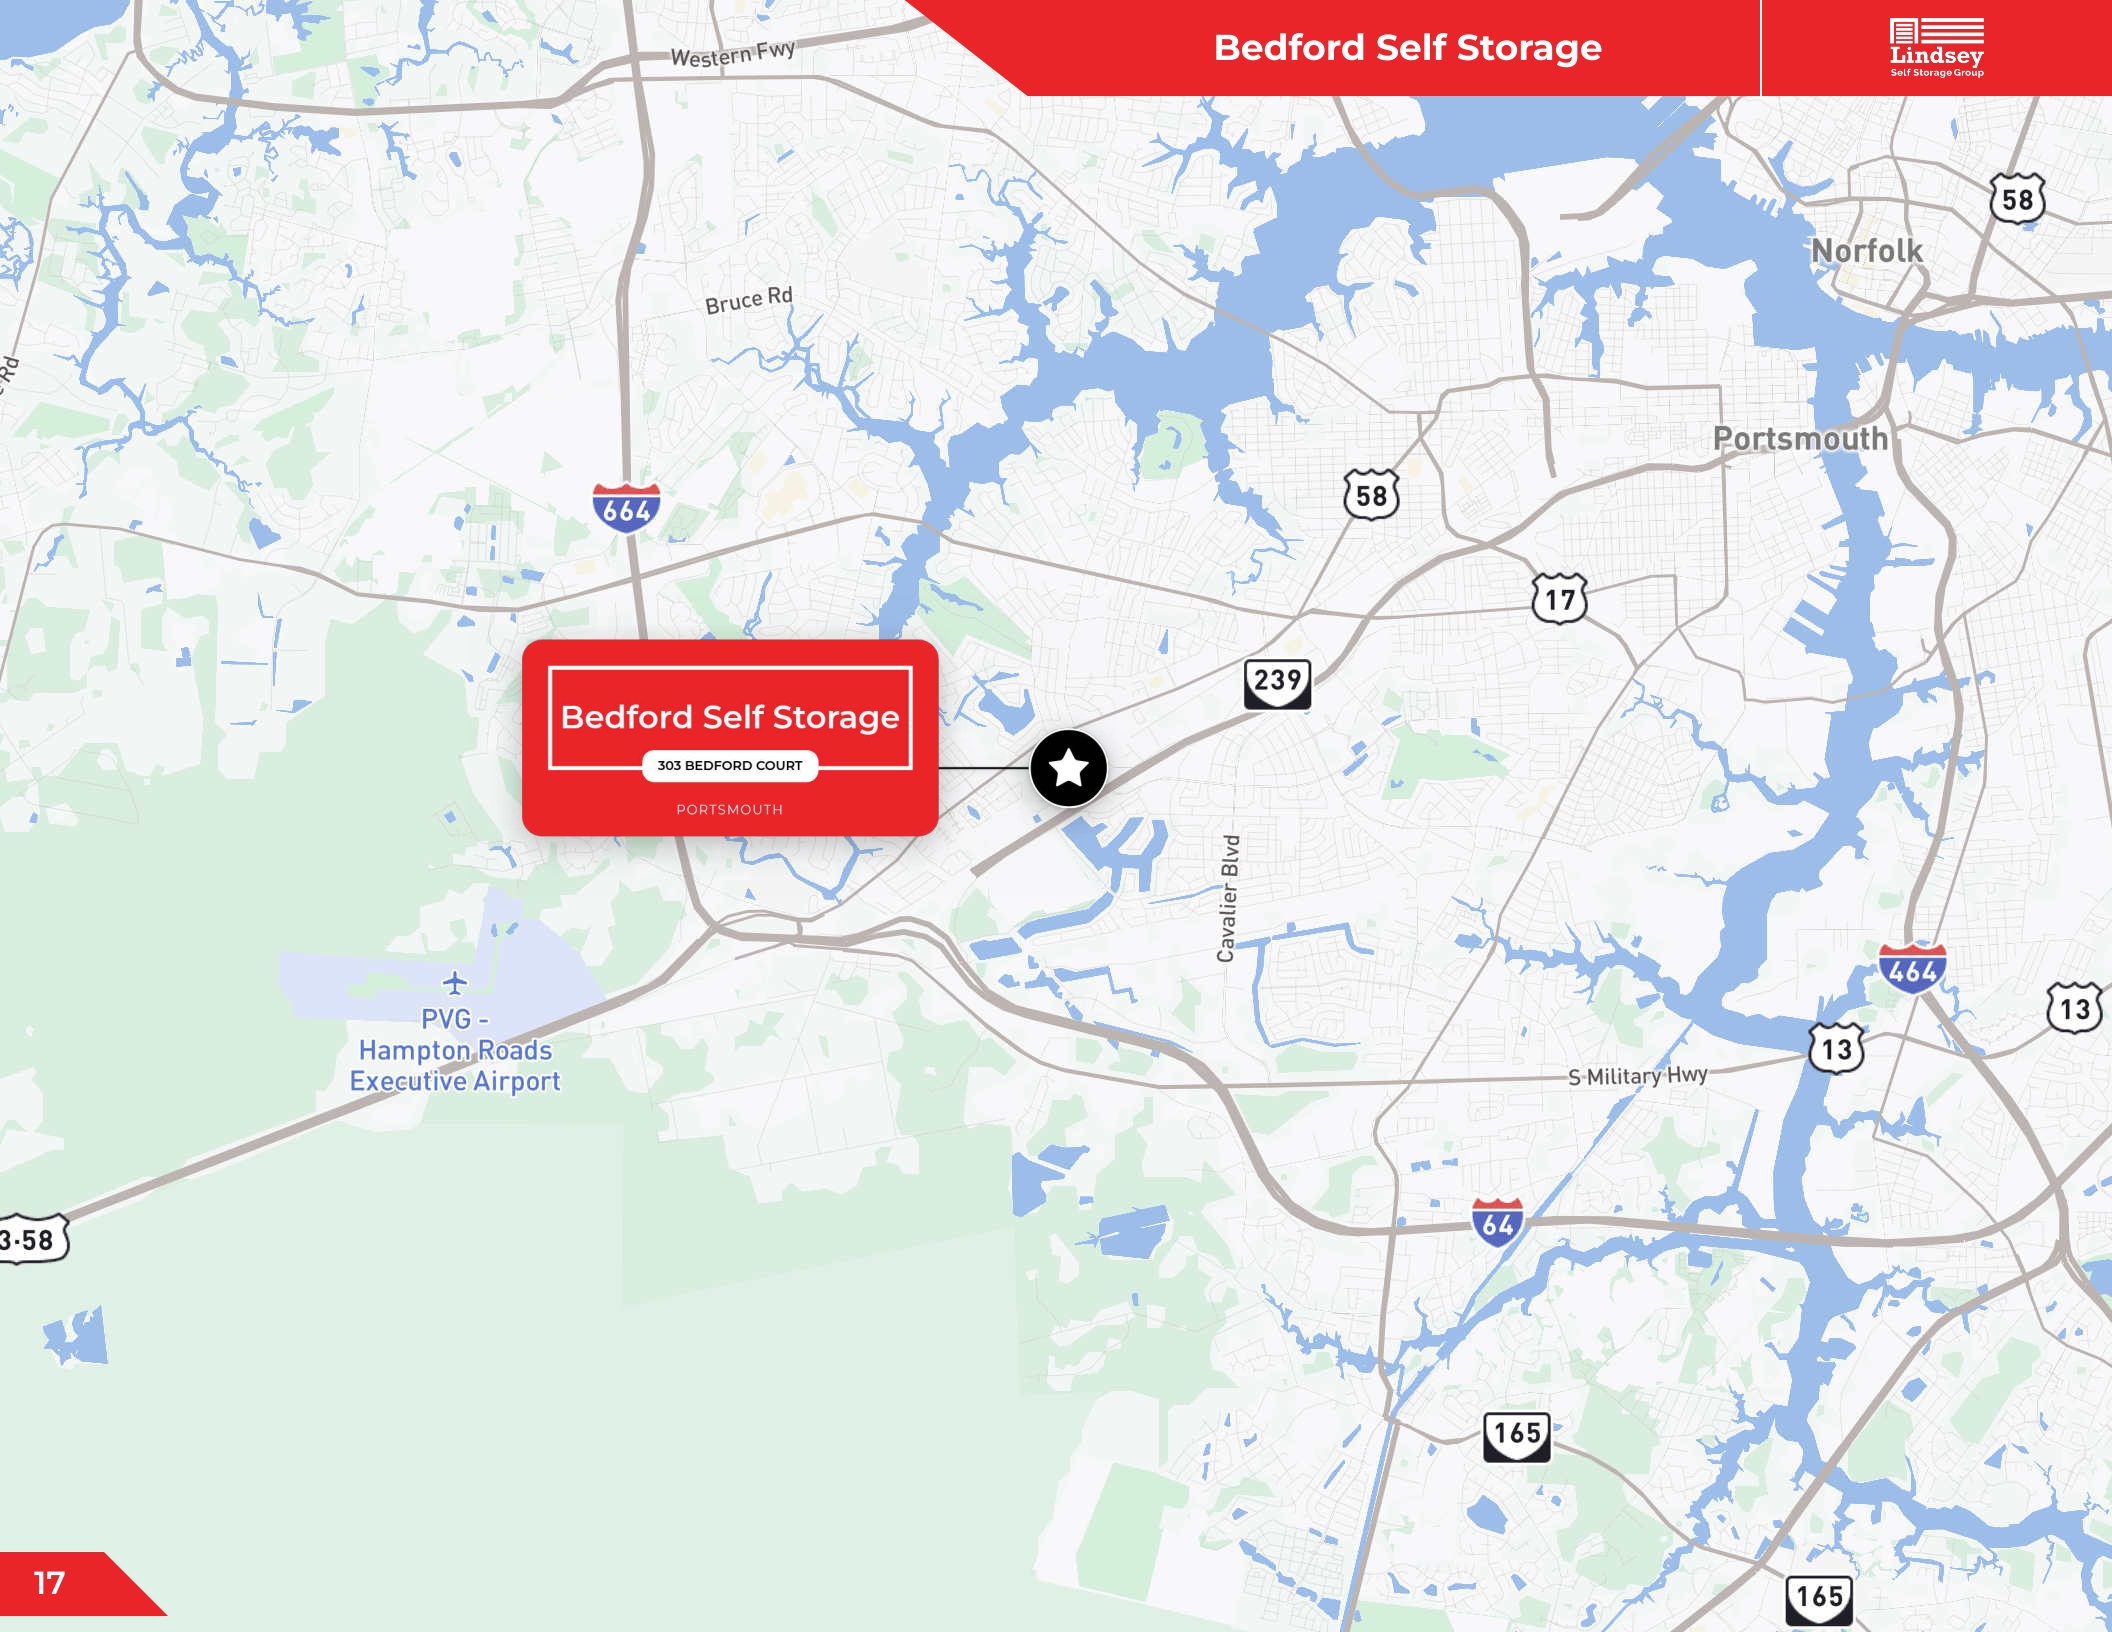 Bedford Self Storage
Lindsey
Self Storage Group
Western Fwy
58
Norfolk
Bruce Rd
Rd
Portsmouth
664
58
17
239
Bedford Self Storage
303 BEDFORD COURT
PORTSMOUTH
Cavalier Blvd
464
13
PVG -
Hampton Roads
Executive Airport
13
S Military Hwy
64
3·58
165
17
165